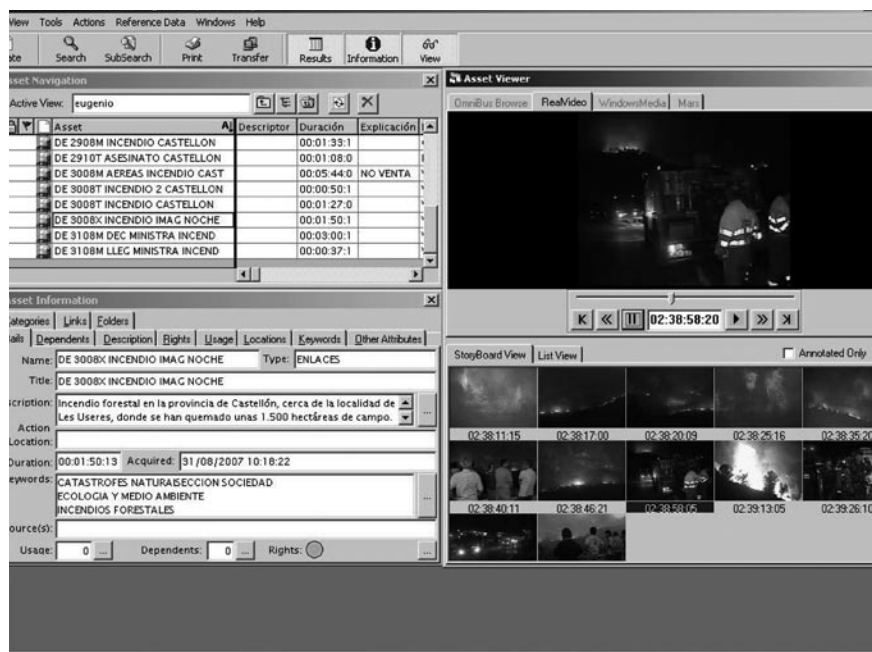 View Tools Actions Reference Data Windows Help
Search SubSearch Print Transfer Results Information View
Asset Navigation
Active View: eugenio
Asset Descriptor Duración Explicación
DE 2908M INCENDIO CASTELLON 00:01:33:1
DE 2910T ASESINATO CASTELLON 00:01:08:0
DE 3008M AEREAS INCENDIO CAST 00:05:44:0 NO VENTA
DE 3008T INCENDIO 2 CASTELLON 00:00:50:1
DE 3008T INCENDIO CASTELLON 00:01:27:0
DE 3008X INCENDIO IMAG NOCHE 00:01:50:1
DE 3108M DEC MINISTRA INCEND 00:03:00:1
DE 3108M LLEG MINISTRA INCEND 00:00:37:1
Asset Information
Categories Links Folders
ails Dependents Description Rights Usage Locations Keywords Other Attributes
Name: DE 3008X INCENDIO IMAG NOCHE Type: ENLACES
Title: DE 3008X INCENDIO IMAG NOCHE
scription: Incendio forestal en la provincia de Castellón, cerca de la localidad de
Les Useres, donde se han quemado unas 1.500 hectáreas de campo.
Action
Location:
Duration: 00:01:50:13 Acquired: 31/08/2007 10:18:22
eywords: CATASTROFES NATURAlSECCION SOCIEDAD
ECOLOGIA Y MEDIO AMBIENTE
INCENDIOS FORESTALES
ource(s):
Usage: 0 ... Dependents: 0 ... Rights: ...
Asset Viewer
OmniBus Browse RealVideo WindowsMedia Mars
02:38:58:20
StoryBoard View List View Annotated Only
02:38:11:15 02:38:17:00 02:38:20:09 02:38:25:16 02:38:35:20
02:38:40:11 02:38:46:21 02:38:58:05 02:39:13:05 02:39:26:10